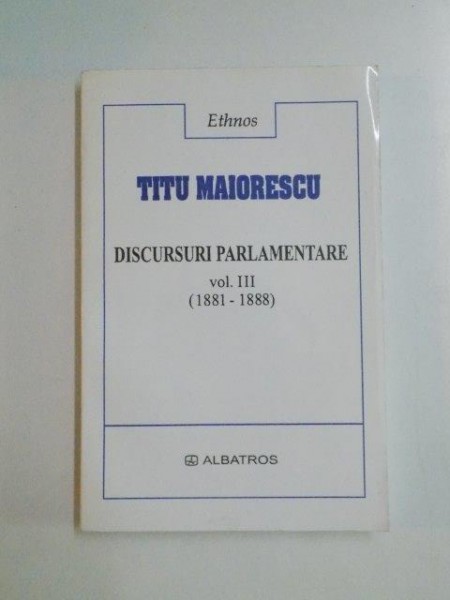 Ethnos
TITU MAIORESCU
DISCURSURI PARLAMENTARE
vol. III
(1881 - 1888)
ALBATROS